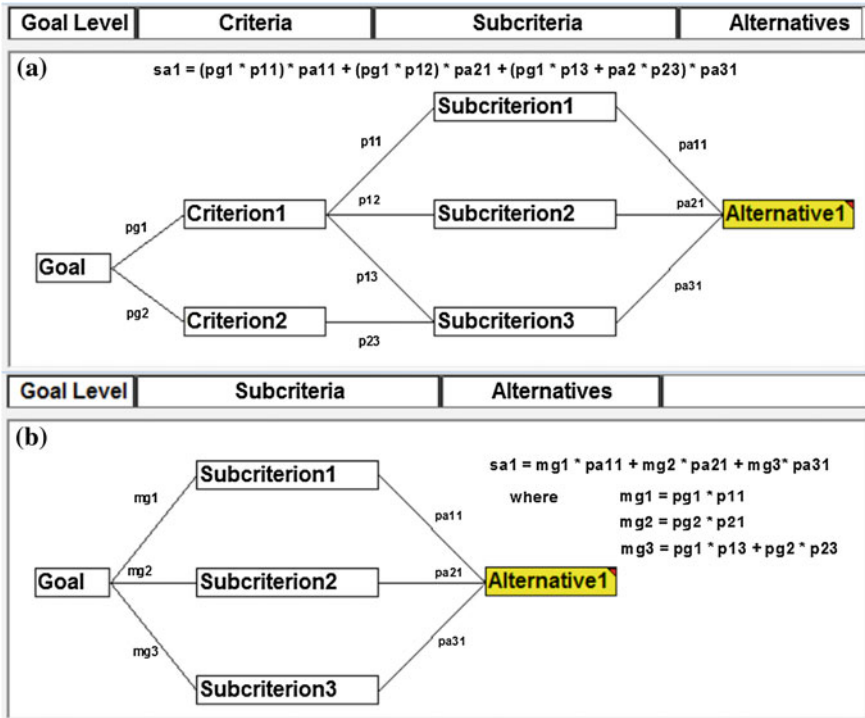 Goal Level Criteria Subcriteria Alternatives
(a) sa1 = (pg1 * p11) * pa11 + (pg1 * p12) * pa21 + (pg1 * p13 + pa2 * p23) * pa31
Subcriterion1
p11 pa11
p12 pa21
Criterion1 Subcriterion2 Alternative1
pg1
Goal
p13 pa31
pg2
Criterion2 Subcriterion3
p23
Goal Level Subcriteria Alternatives
(b)
Subcriterion1 sa1 = mg1 * pa11 + mg2 * pa21 + mg3* pa31
mg1 where mg1 = pg1 * p11
pa11
mg2 = pg2 * p21
mg3 = pg1 * p13 + pg2 * p23
mg2 pa21
Goal Subcriterion2 Alternative1
mg3 pa31
Subcriterion3